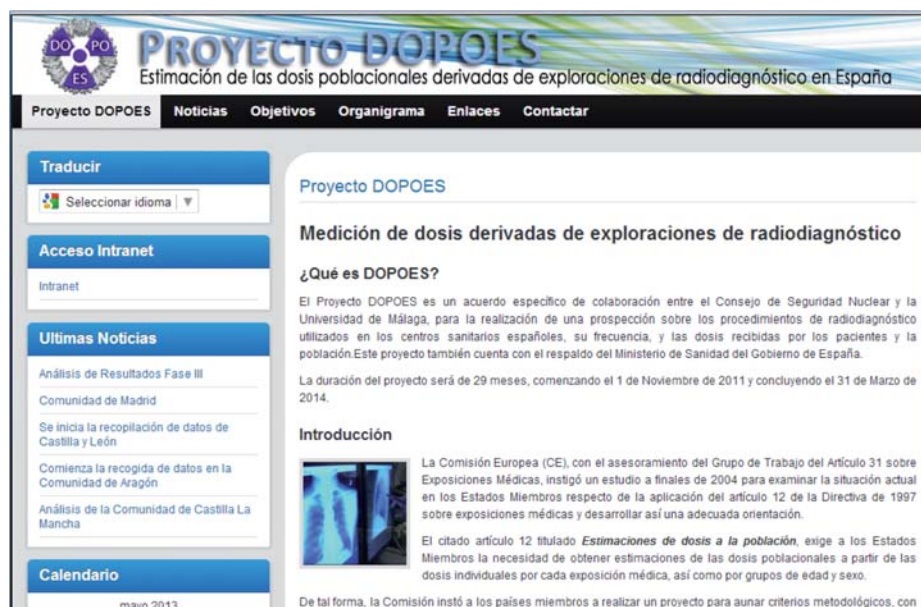 DO PO
ES
PROYECTO DOPOES
Estimación de las dosis poblacionales derivadas de exploraciones de radiodiagnóstico en España
Proyecto DOPOES Noticias Objetivos Organigrama Enlaces Contactar
Traducir
Seleccionar idioma ▼
Acceso Intranet
Intranet
Ultimas Noticias
Análisis de Resultados Fase III
Comunidad de Madrid
Se inicia la recopilación de datos de
Castilla y León
Comienza la recogida de datos en la
Comunidad de Aragón
Análisis de la Comunidad de Castilla La
Mancha
Calendario
mayo 2013
Proyecto DOPOES
Medición de dosis derivadas de exploraciones de radiodiagnóstico
¿Qué es DOPOES?
El Proyecto DOPOES es un acuerdo específico de colaboración entre el Consejo de Seguridad Nuclear y la
Universidad de Málaga, para la realización de una prospección sobre los procedimientos de radiodiagnóstico
utilizados en los centros sanitarios españoles, su frecuencia, y las dosis recibidas por los pacientes y la
población.Este proyecto también cuenta con el respaldo del Ministerio de Sanidad del Gobierno de España.
La duración del proyecto será de 29 meses, comenzando el 1 de Noviembre de 2011 y concluyendo el 31 de Marzo de
2014.
Introducción
La Comisión Europea (CE), con el asesoramiento del Grupo de Trabajo del Artículo 31 sobre
Exposiciones Médicas, instigó un estudio a finales de 2004 para examinar la situación actual
en los Estados Miembros respecto de la aplicación del artículo 12 de la Directiva de 1997
sobre exposiciones médicas y desarrollar así una adecuada orientación.
El citado artículo 12 titulado Estimaciones de dosis a la población, exige a los Estados
Miembros la necesidad de obtener estimaciones de las dosis poblacionales a partir de las
dosis individuales por cada exposición médica, así como por grupos de edad y sexo.
De tal forma, la Comisión instó a los países miembros a realizar un proyecto para aunar criterios metodológicos, con